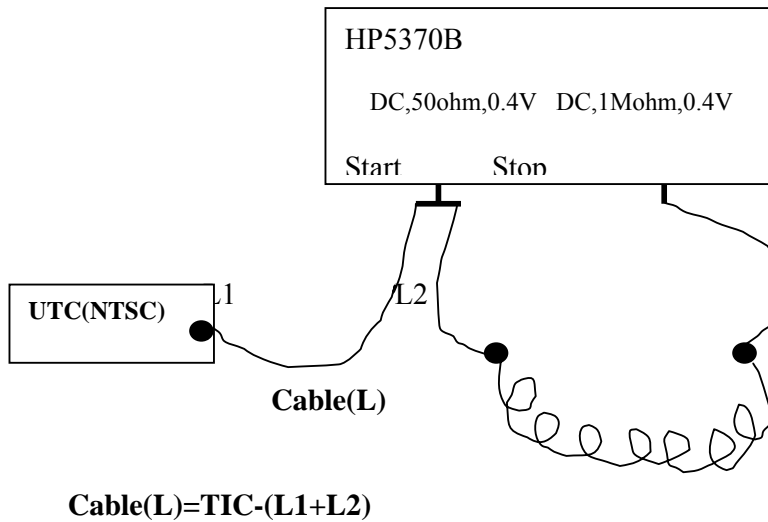 HP5370B
DC,50ohm,0.4V DC,1Mohm,0.4V
Start Stop
L1 L2
UTC(NTSC)
Cable(L)
Cable(L)=TIC-(L1+L2)